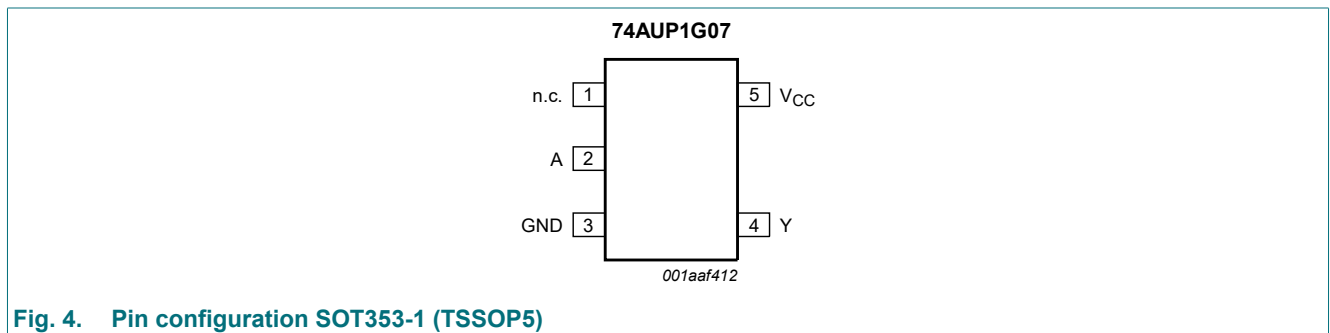 74AUP1G07
n.c. 1 5 VCC
A 2
GND 3 4 Y
001aaf412
Fig. 4. Pin configuration SOT353-1 (TSSOP5)